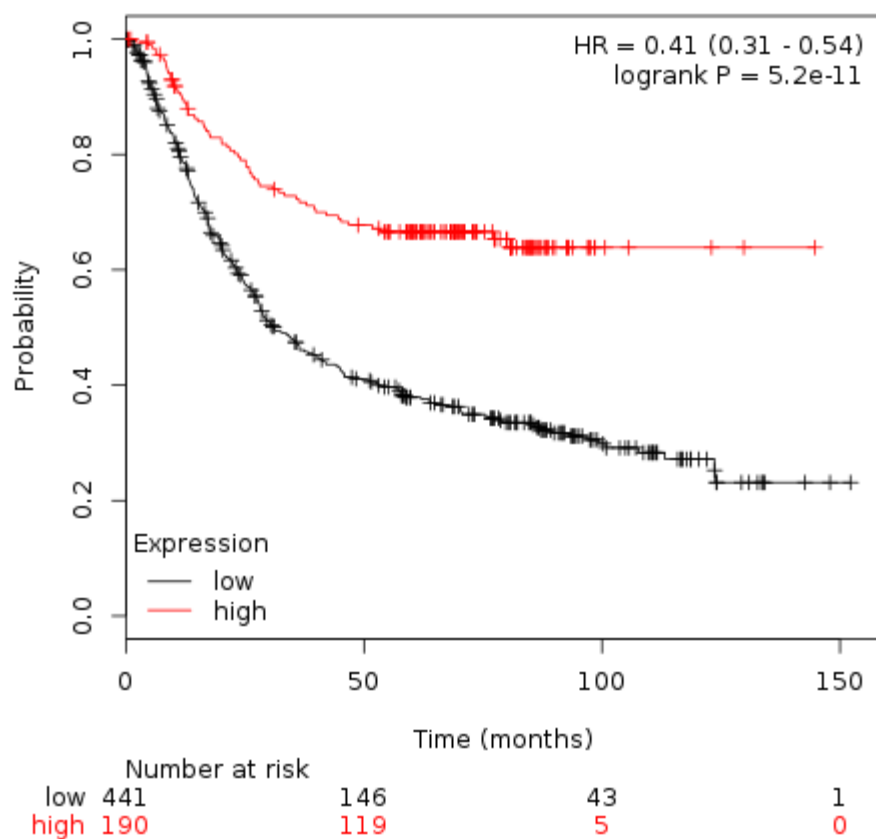 HR = 0.41 (0.31 - 0.54)
logrank P = 5.2e-11
1.0
0.8
0.6
0.4
0.2
0.0
Probability
Expression
low
high
0 50 100 150
Time (months)
Number at risk
low 441 146 43 1
high 190 119 5 0